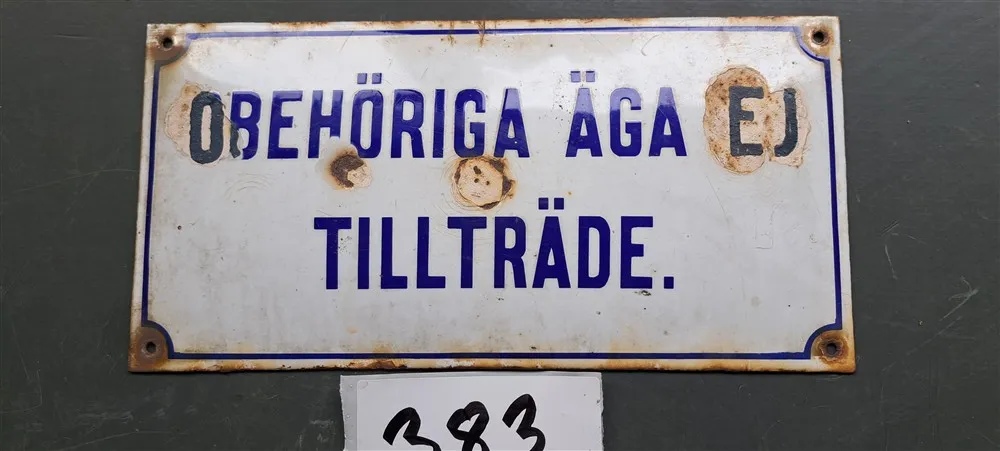 OBEHÖRIGA ÄGA EJ
TILLTRÄDE.
383